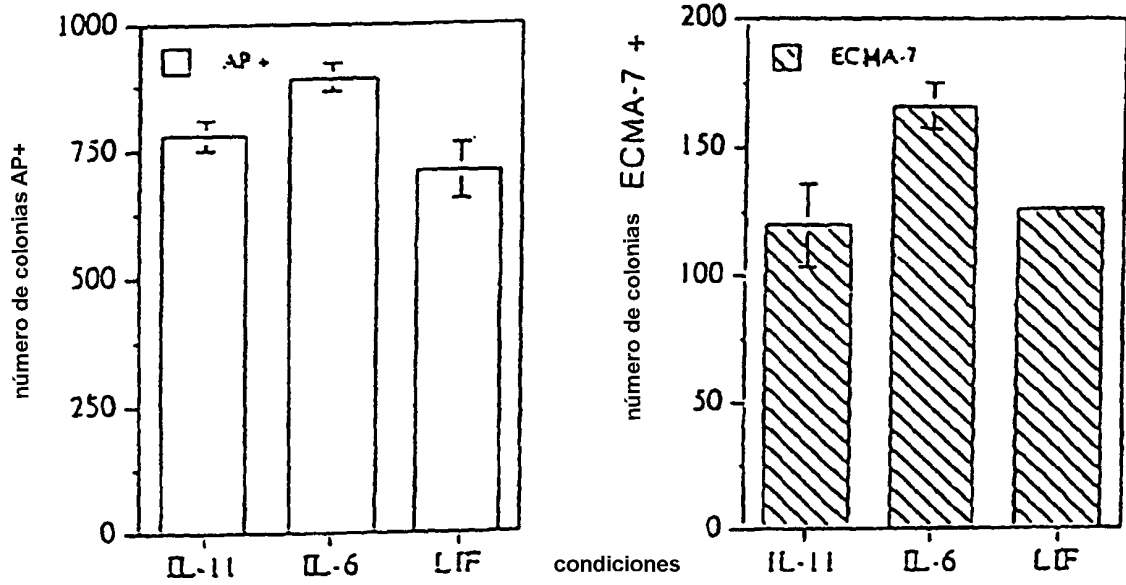 número de colonias AP+
1000
750
500
250
0
AP +
IL-11
IL-6
LIF
condiciones
número de colonias ECMA-7 +
200
150
100
50
0
ECMA-7
IL-11
IL-6
LIF